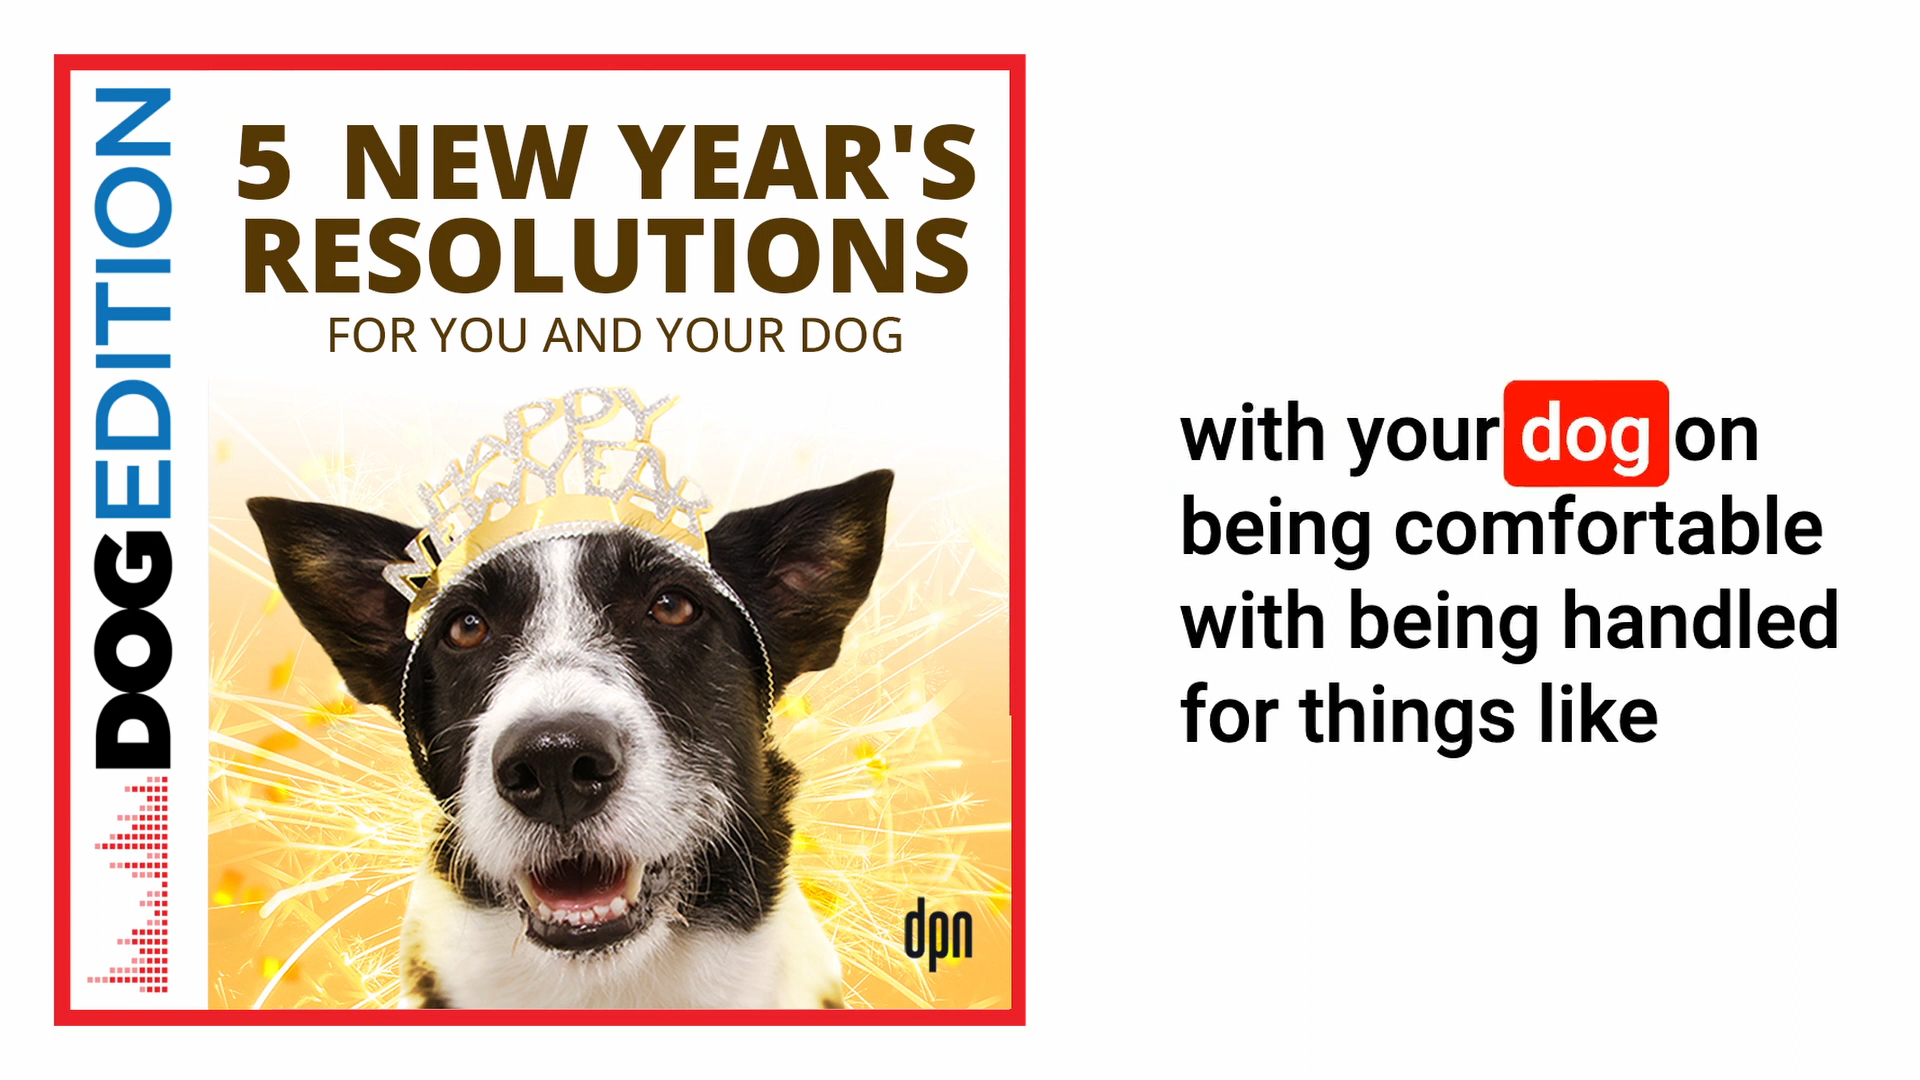 DOGEDITION
5 NEW YEAR'S
RESOLUTIONS
FOR YOU AND YOUR DOG
HAPPY
NEW YEAR
dpn
with your dog on
being comfortable
with being handled
for things like